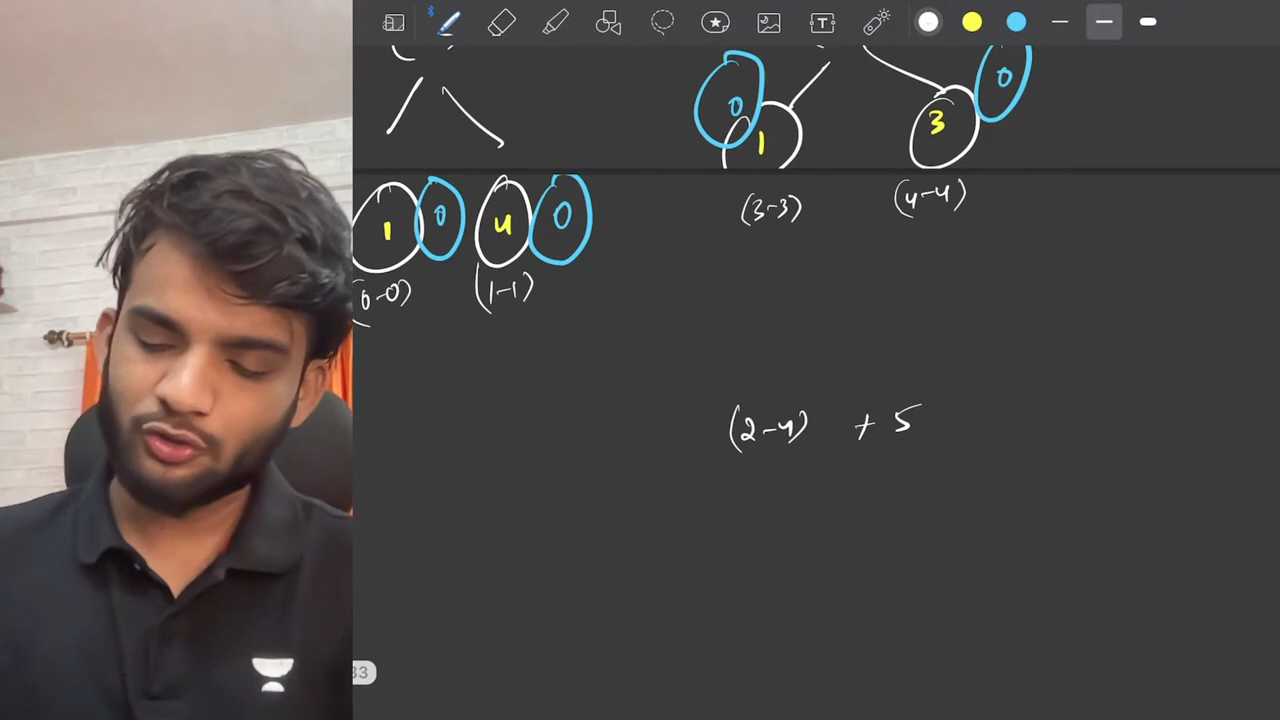 0 0
1 3
(3-3) (4-4)
1 0 4 0
(0-0) (1-1)
(2-4) + 5
33